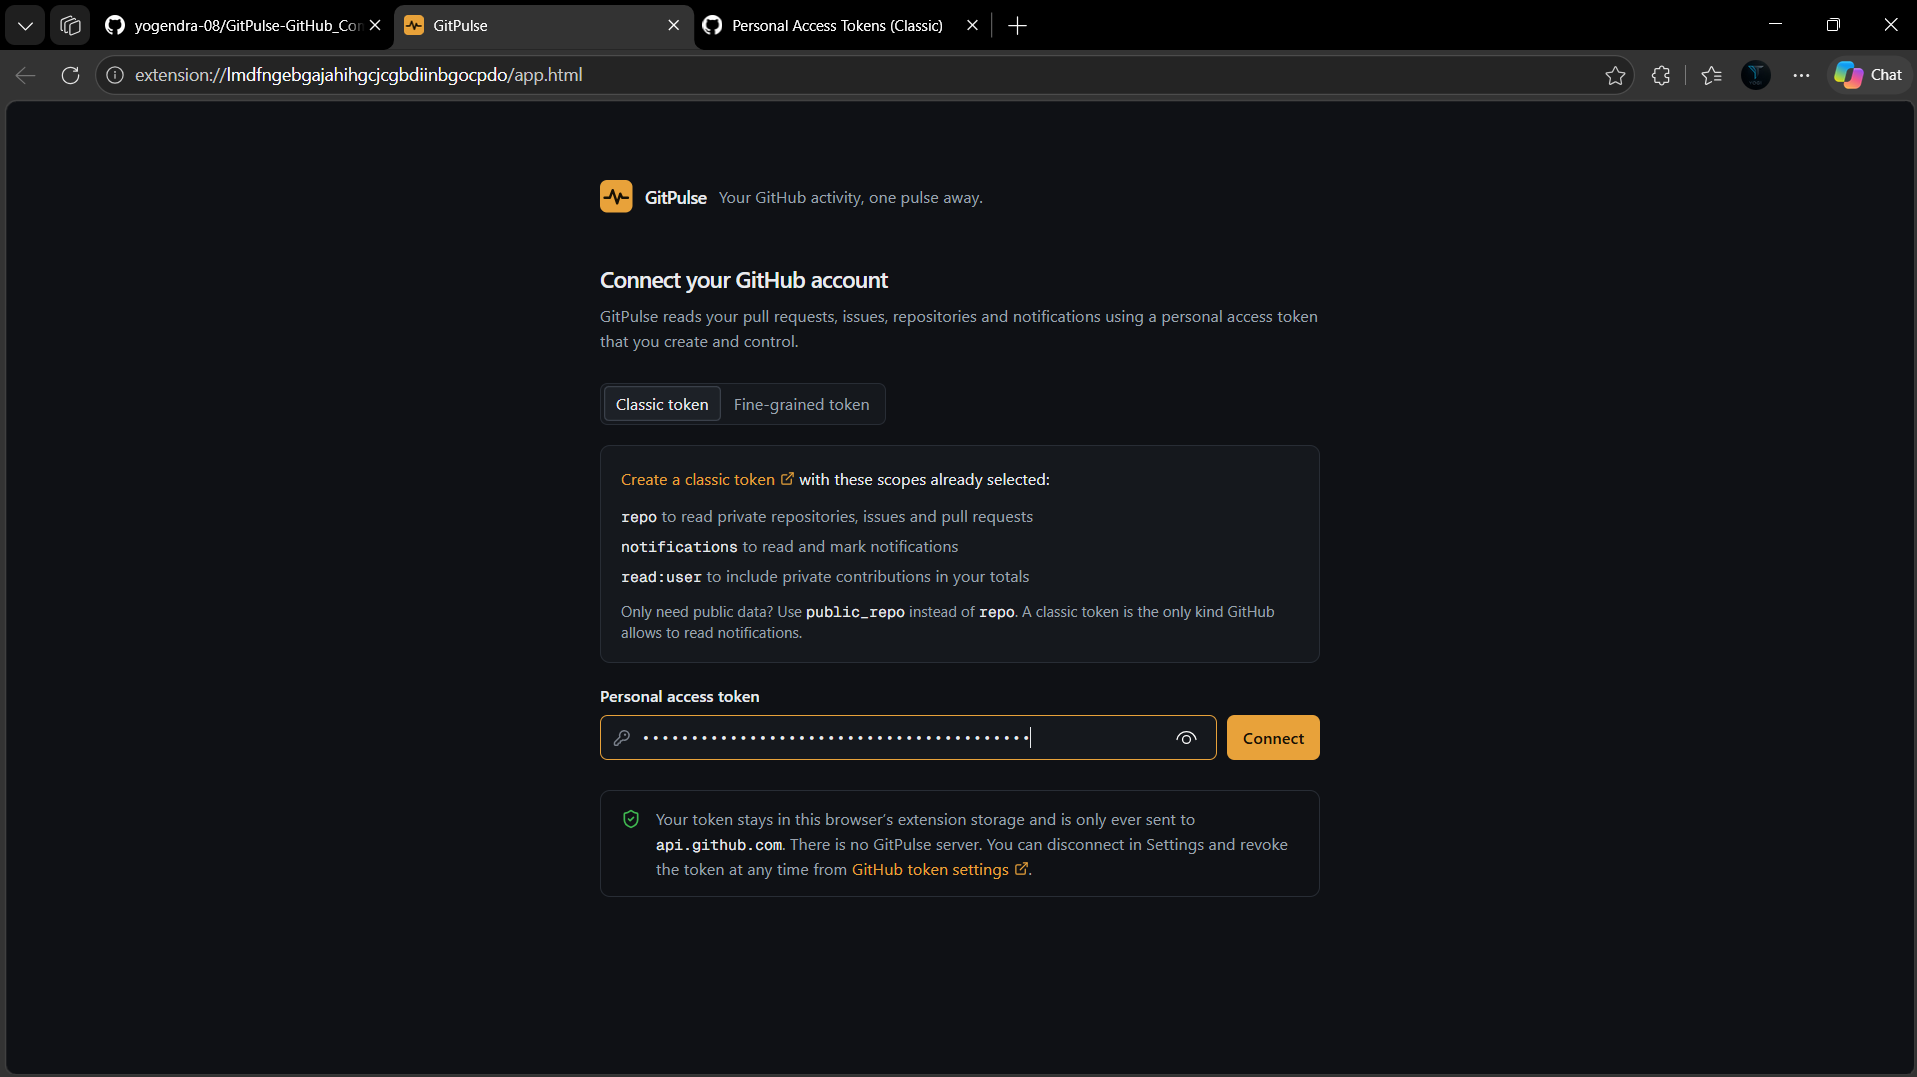 yogendra-08/GitPulse-GitHub_Con
GitPulse
Personal Access Tokens (Classic)
extension://lmdfngebgajahihgcjcgbdiinbgocpdo/app.html
Chat
GitPulse Your GitHub activity, one pulse away.
Connect your GitHub account
GitPulse reads your pull requests, issues, repositories and notifications using a personal access token
that you create and control.
Classic token Fine-grained token
Create a classic token with these scopes already selected:
repo to read private repositories, issues and pull requests
notifications to read and mark notifications
read:user to include private contributions in your totals
Only need public data? Use public_repo instead of repo. A classic token is the only kind GitHub
allows to read notifications.
Personal access token
Connect
Your token stays in this browser's extension storage and is only ever sent to
api.github.com. There is no GitPulse server. You can disconnect in Settings and revoke
the token at any time from GitHub token settings.